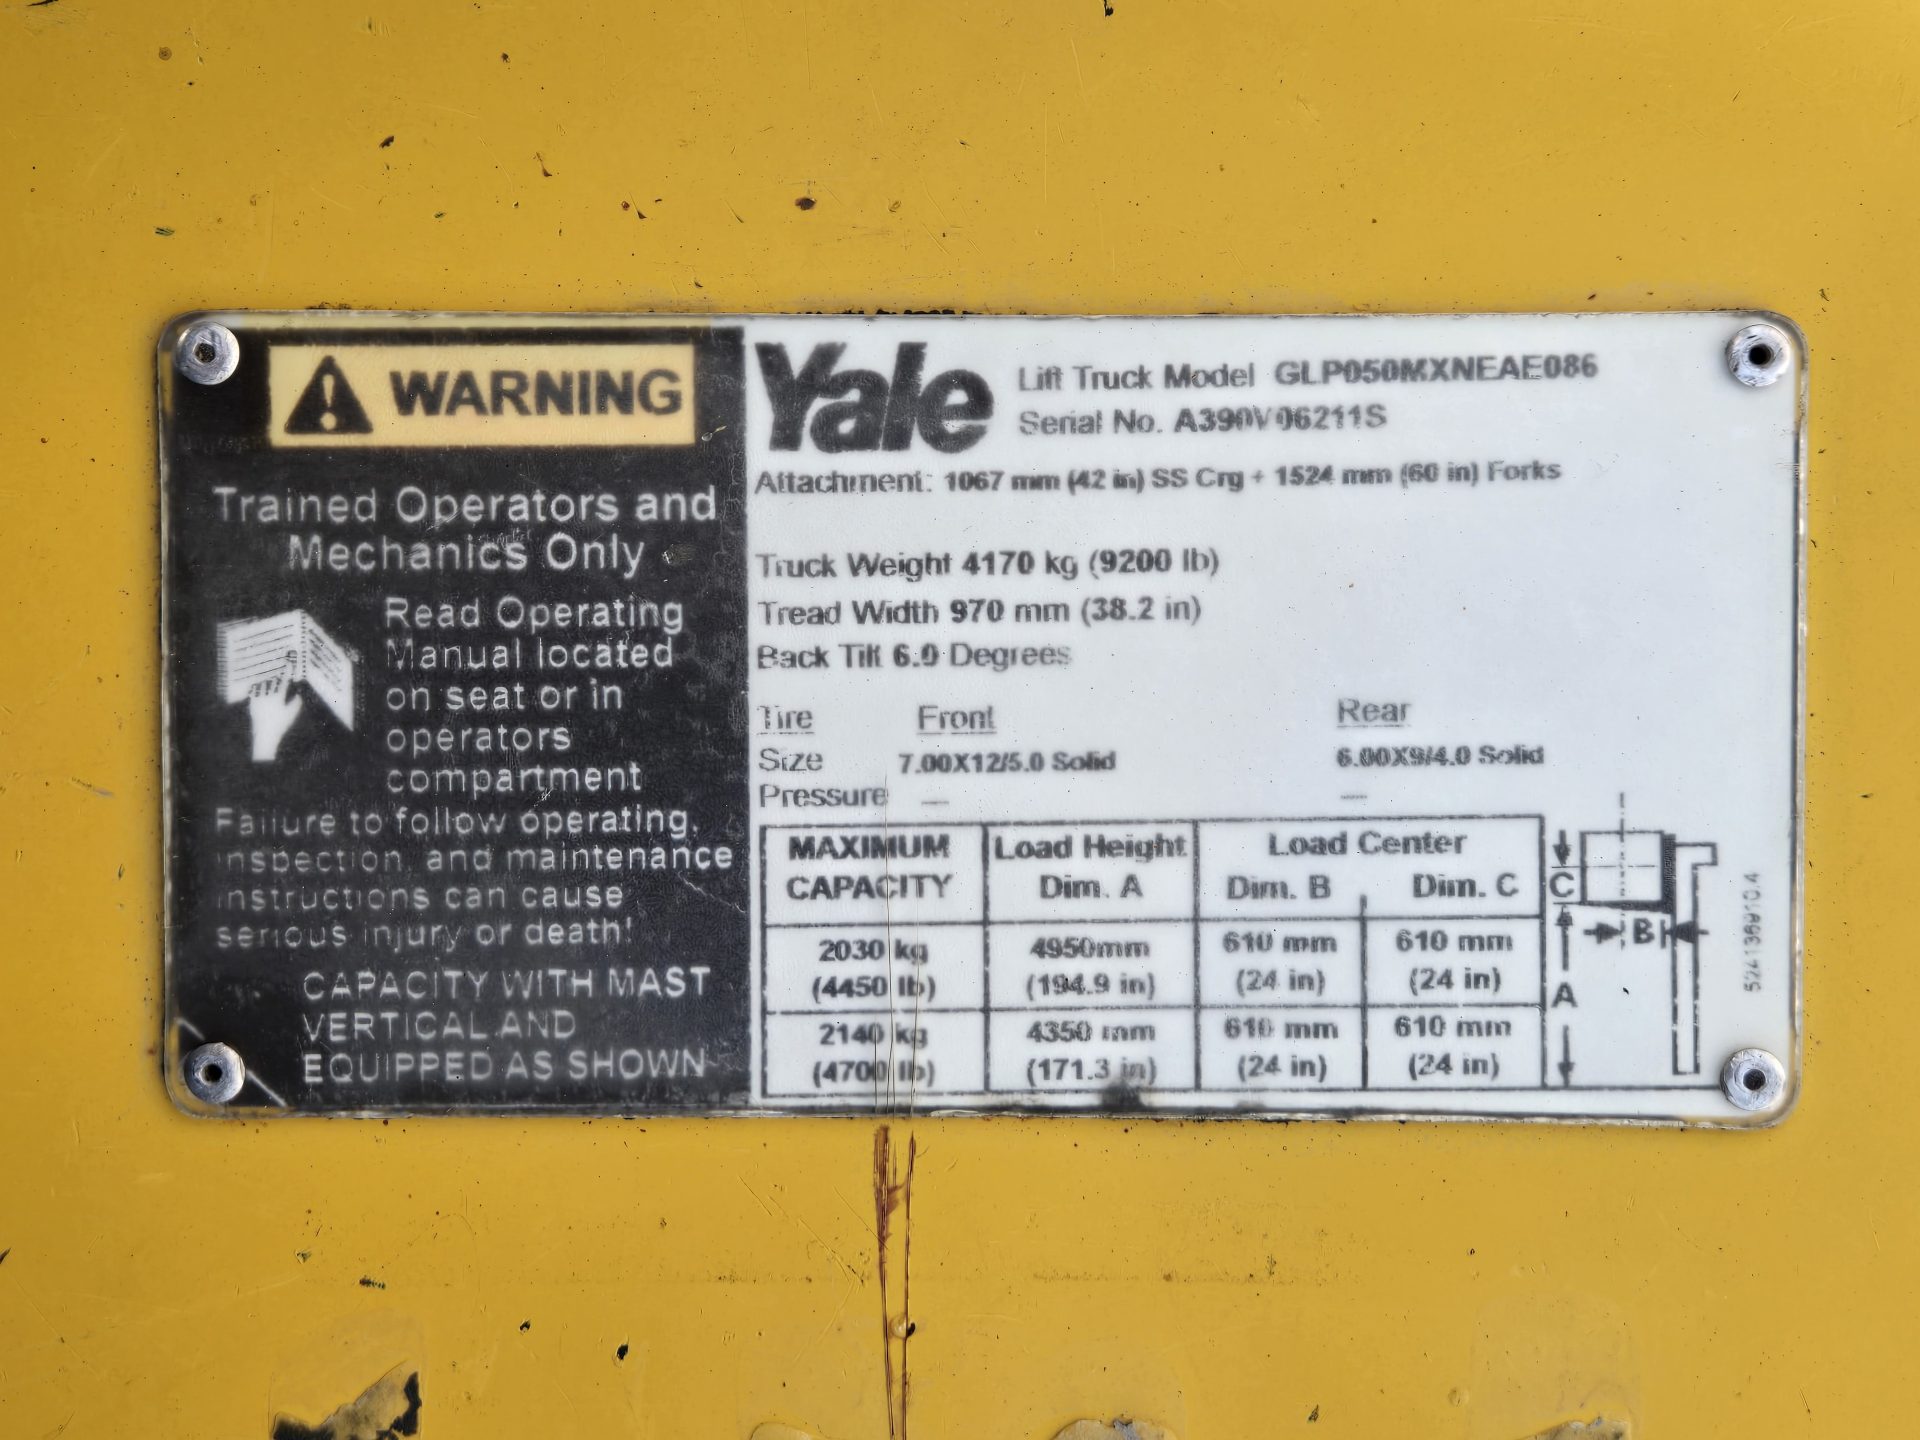 WARNING
Trained Operators and
Mechanics Only
Read Operating
Manual located
on seat or in
operators
compartment
Failure to follow operating,
inspection, and maintenance
instructions can cause
serious injury or death!
CAPACITY WITH MAST
VERTICAL AND
EQUIPPED AS SHOWN
Yale
Lift Truck Model GLP050MXNEAE086
Serial No. A390V06211S
Attachment: 1067 mm (42 in) SS Crg + 1524 mm (60 in) Forks
Truck Weight 4170 kg (9200 lb)
Tread Width 970 mm (38.2 in)
Back Tilt 6.0 Degrees
Tire Front Rear
Size 7.00X12/5.0 Solid 6.00X9/4.0 Solid
Pressure — —
MAXIMUM Load Height Load Center
CAPACITY Dim. A Dim. B Dim. C
2030 kg 4950mm 610 mm 610 mm
(4450 lb) (194.9 in) (24 in) (24 in)
2140 kg 4350 mm 610 mm 610 mm
(4700 lb) (171.3 in) (24 in) (24 in)
C
B
A
524136910.4